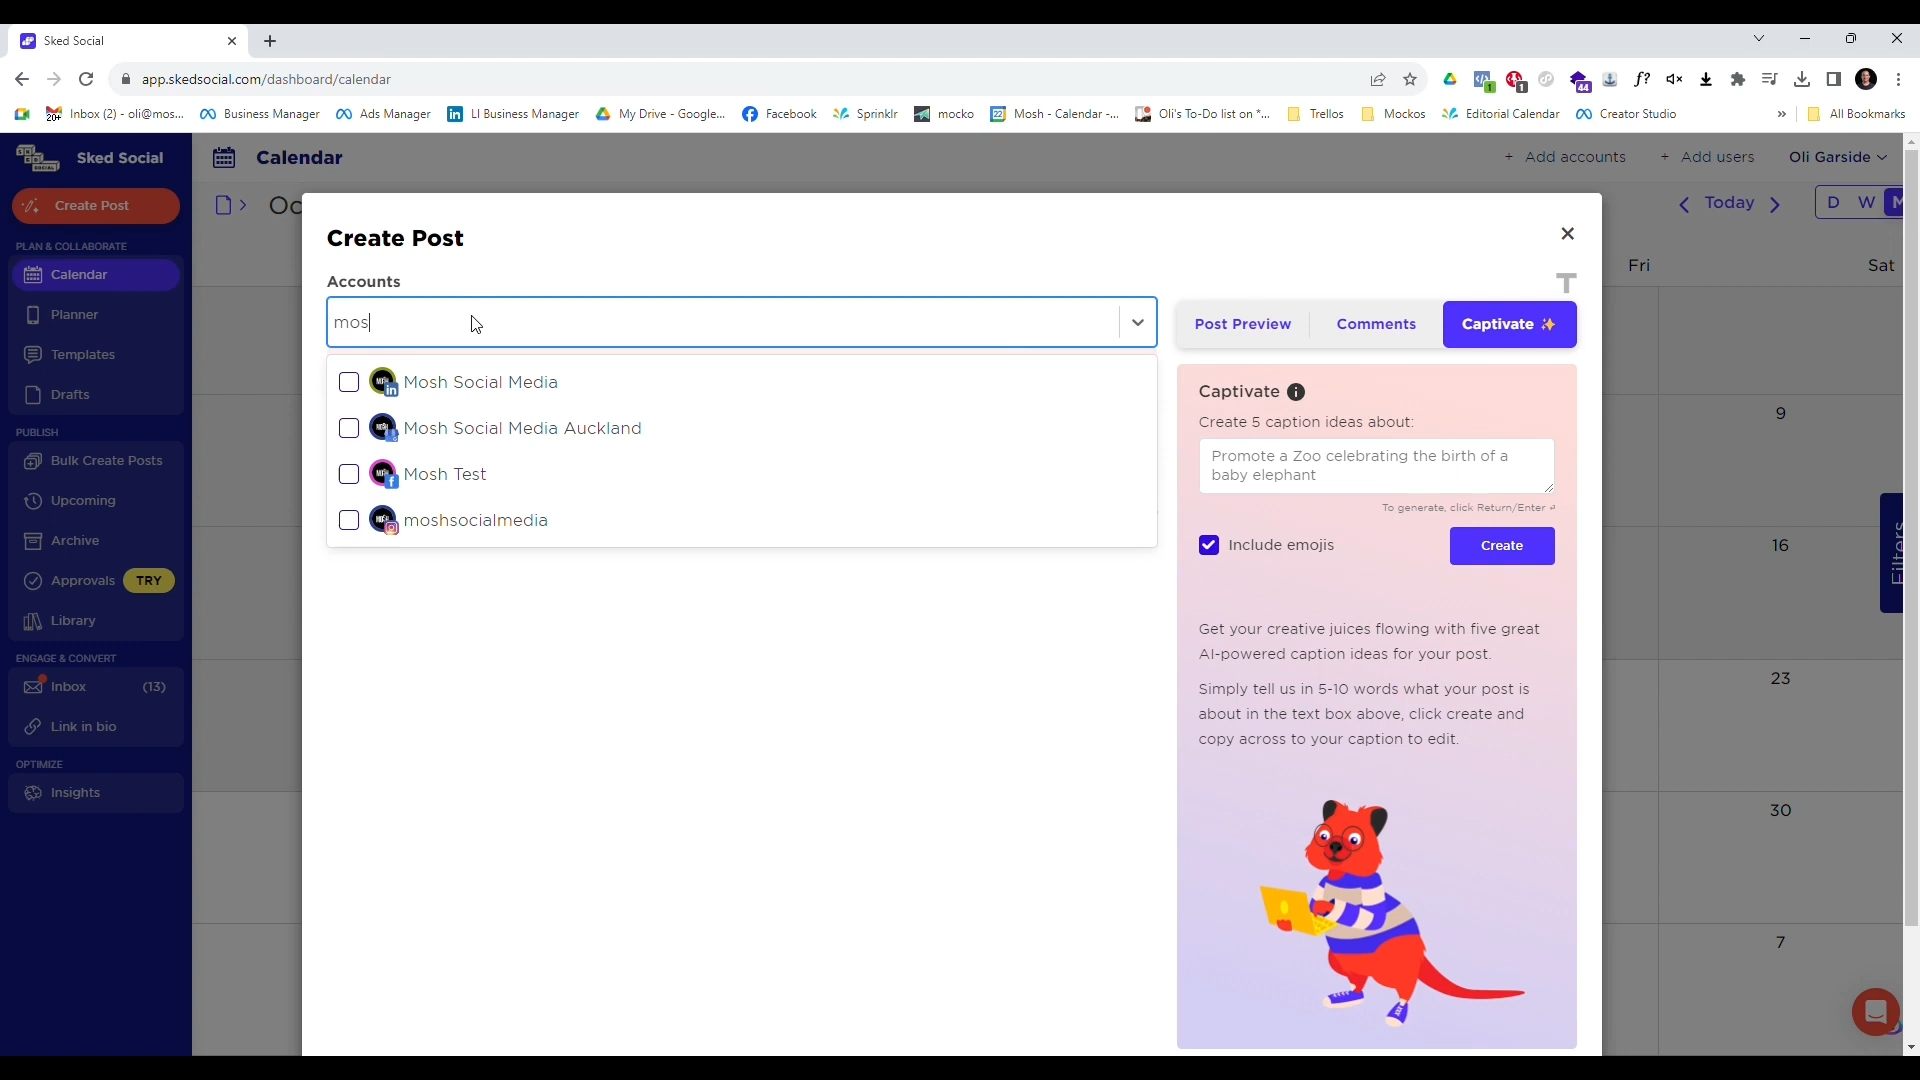 Sked Social
app.skedsocial.com/dashboard/calendar
1
1
44
f?
20+
Inbox (2) - oli@mos...
Business Manager
Ads Manager
LI Business Manager
My Drive - Google...
Facebook
Sprinklr
mocko
22
Mosh - Calendar -...
Oli's To-Do list on *...
Trellos
Mockos
Editorial Calendar
Creator Studio
»
All Bookmarks
Sked Social
Calendar
+ Add accounts
+ Add users
Oli Garside
Create Post
Oc
Today
D W M
PLAN & COLLABORATE
Calendar
Planner
Templates
Drafts
PUBLISH
Bulk Create Posts
Upcoming
Archive
Approvals TRY
Library
ENGAGE & CONVERT
Inbox (13)
Link in bio
OPTIMIZE
Insights
Create Post
Accounts
mos
Mosh Social Media
Mosh Social Media Auckland
Mosh Test
moshsocialmedia
Post Preview
Comments
Captivate
Captivate
Create 5 caption ideas about:
Promote a Zoo celebrating the birth of a
baby elephant
To generate, click Return/Enter
Include emojis
Create
Get your creative juices flowing with five great
AI-powered caption ideas for your post.
Simply tell us in 5-10 words what your post is
about in the text box above, click create and
copy across to your caption to edit.
Fri
Sat
9
16
23
30
7
Filters